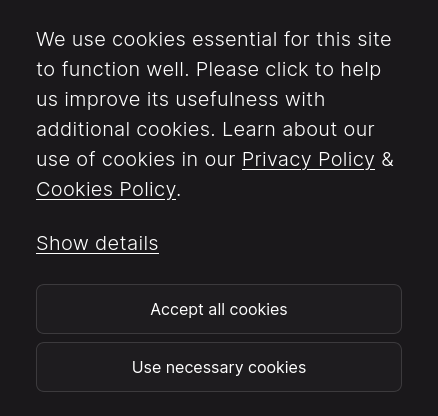 We use cookies essential for this site
to function well. Please click to help
us improve its usefulness with
additional cookies. Learn about our
use of cookies in our Privacy Policy &
Cookies Policy.
Show details
Accept all cookies
Use necessary cookies